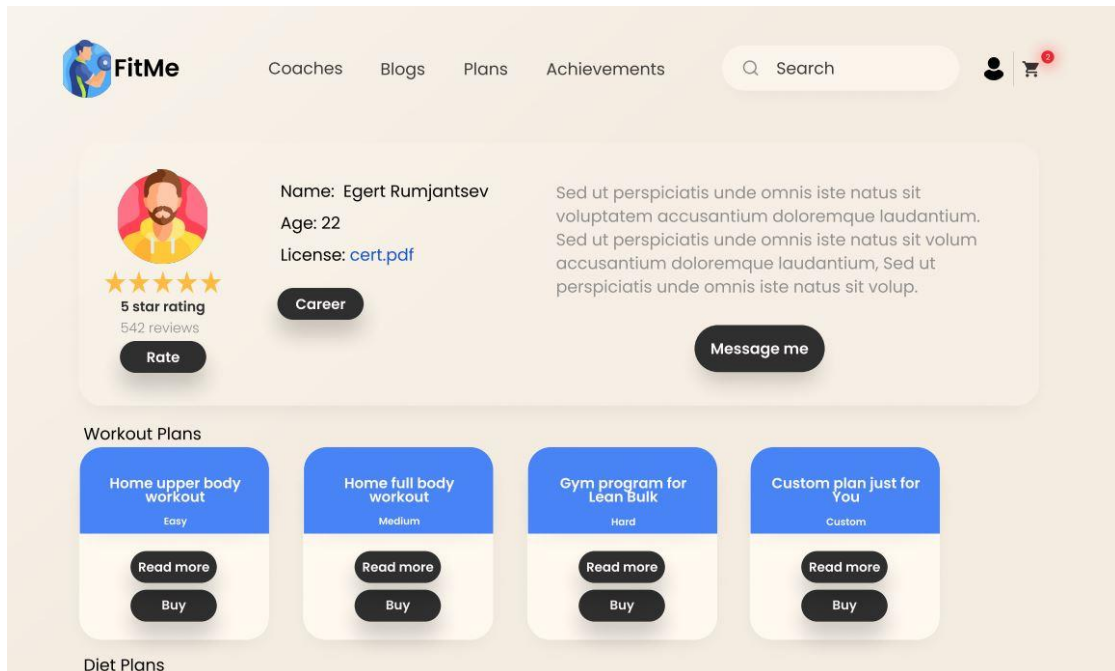 FitMe
Coaches
Blogs
Plans
Achievements
Search
2
5 star rating
542 reviews
Rate
Name: Egert Rumjantsev
Age: 22
License: cert.pdf
Career
Sed ut perspiciatis unde omnis iste natus sit
voluptatem accusantium doloremque laudantium.
Sed ut perspiciatis unde omnis iste natus sit volum
accusantium doloremque laudantium, Sed ut
perspiciatis unde omnis iste natus sit volup.
Message me
Workout Plans
Home upper body
workout
Easy
Read more
Buy
Home full body
workout
Medium
Read more
Buy
Gym program for
Lean Bulk
Hard
Read more
Buy
Custom plan just for
You
Custom
Read more
Buy
Diet Plans